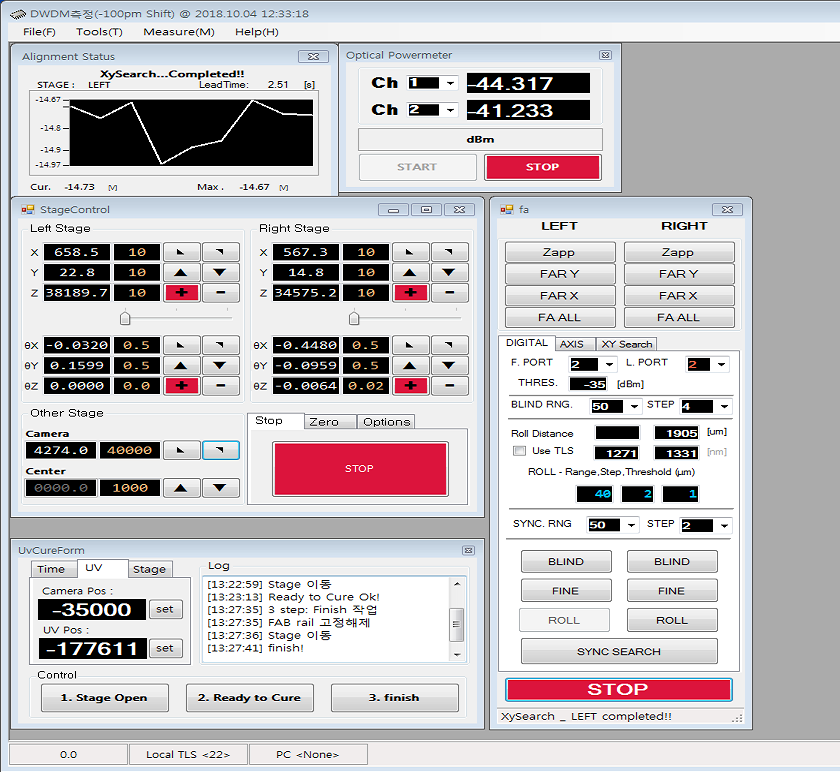 DWDM측정(-100pm Shift) @ 2018.10.04 12:33:18
File(F) Tools(T) Measure(M) Help(H)
Alignment Status
XySearch...Completed!!
STAGE : LEFT LeadTime: 2.51 [s]
-14.67
-14.8
-14.9
-14.97
Cur. -14.73 [V] Max . -14.67 [V]
Optical Powermeter
Ch 1 -44.317
Ch 2 -41.233
dBm
START STOP
StageControl
Left Stage
X 658.5 10
Y 22.8 10
Z 38189.7 10 + -
θX -0.0320 0.5
θY 0.1599 0.5
θZ 0.0000 0.0 + -
Right Stage
X 567.3 10
Y 14.8 10
Z 34575.2 10 + -
θX -0.4480 0.5
θY -0.0959 0.5
θZ -0.0064 0.02 + -
Other Stage
Camera
4274.0 40000
Center
0000.0 1000
Stop Zero Options
STOP
fa
LEFT RIGHT
Zapp Zapp
FAR Y FAR Y
FAR X FAR X
FA ALL FA ALL
DIGITAL AXIS XY Search
F. PORT 2 L. PORT 2
THRES. -35 [dBm]
BLIND RNG. 50 STEP 4
Roll Distance 1905 [um]
Use TLS 1271 1331 [nm]
ROLL - Range,Step,Threshold (μm)
40 2 1
SYNC. RNG 50 STEP 2
BLIND BLIND
FINE FINE
ROLL ROLL
SYNC SEARCH
STOP
XySearch _ LEFT completed!!
UvCureForm
Time UV Stage
Camera Pos :
-35000 set
UV Pos :
-177611 set
Log
[13:22:59] Stage 이동
[13:23:13] Ready to Cure Ok!
[13:27:35] 3 step: Finish 작업
[13:27:35] FAB rail 고정해제
[13:27:36] Stage 이동
[13:27:41] finish!
Control
1. Stage Open 2. Ready to Cure 3. finish
0.0 Local TLS <22> PC <None>